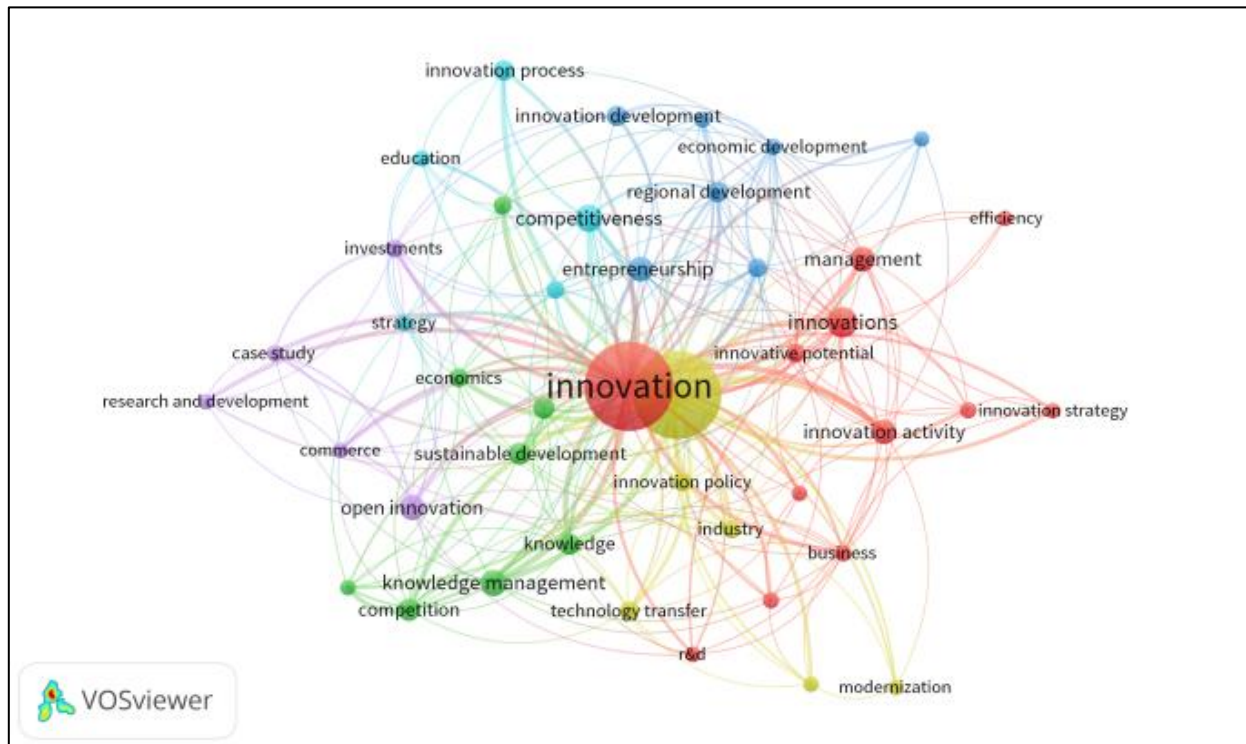 innovation process
innovation development
economic development
education
regional development
competitiveness
efficiency
investments
management
entrepreneurship
strategy
innovations
case study
innovative potential
economics
innovation
research and development
innovation strategy
innovation activity
commerce
sustainable development
innovation policy
open innovation
industry
knowledge
business
knowledge management
competition
technology transfer
r&d
modernization
VOSviewer